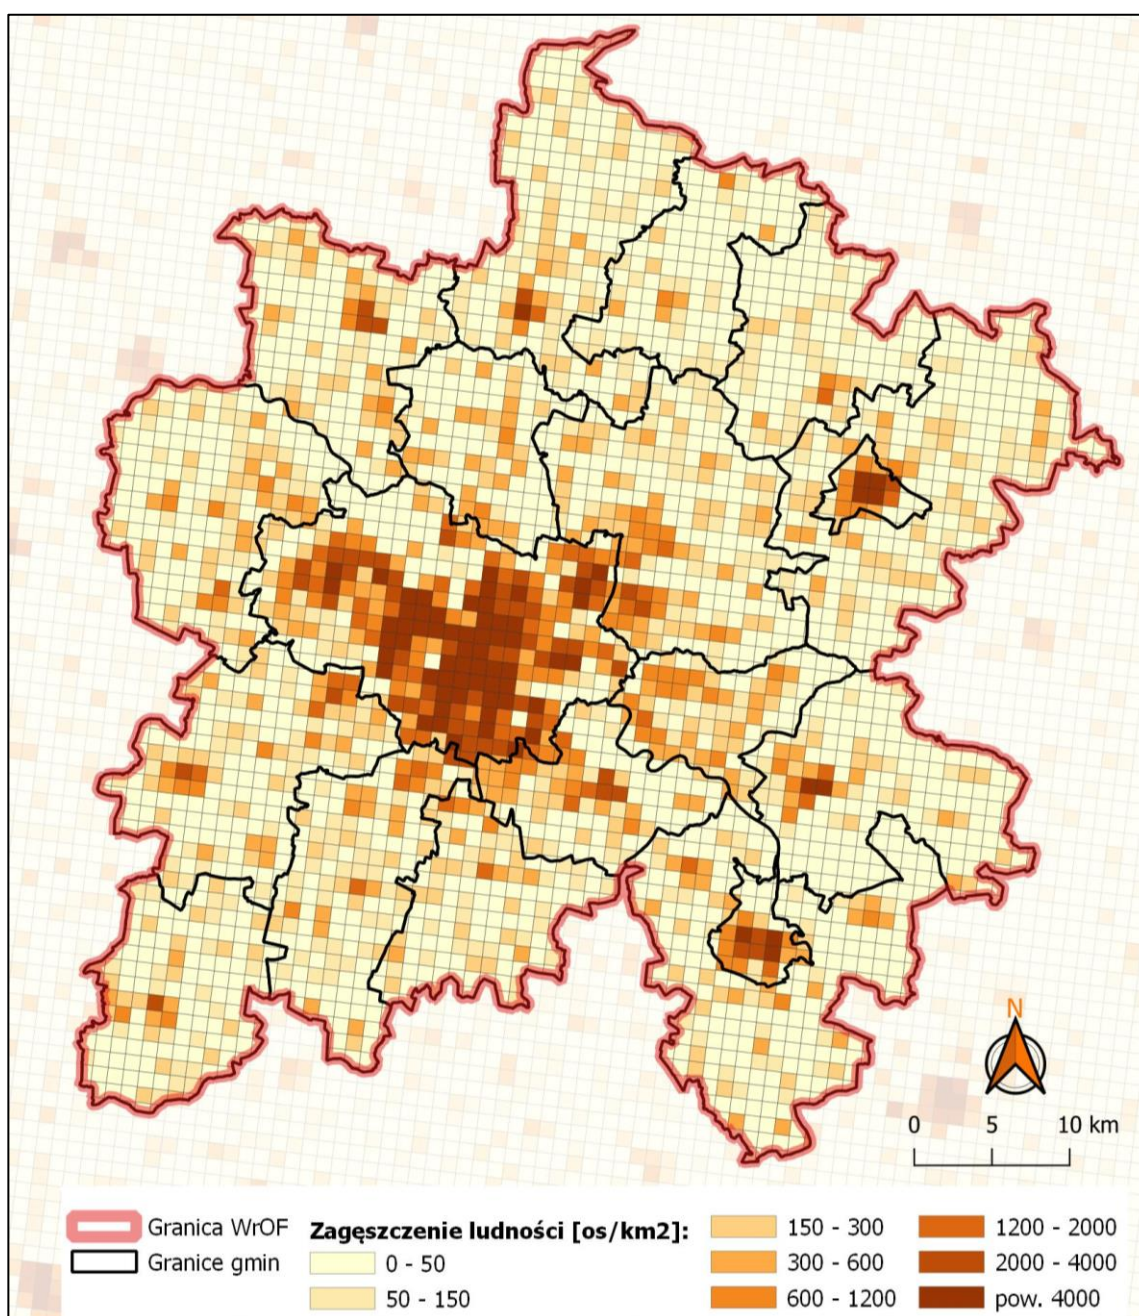 N
0 5 10 km
Granica WrOF
Granice gmin
Zagęszczenie ludności [os/km2]:
0 - 50
50 - 150
150 - 300
300 - 600
600 - 1200
1200 - 2000
2000 - 4000
pow. 4000